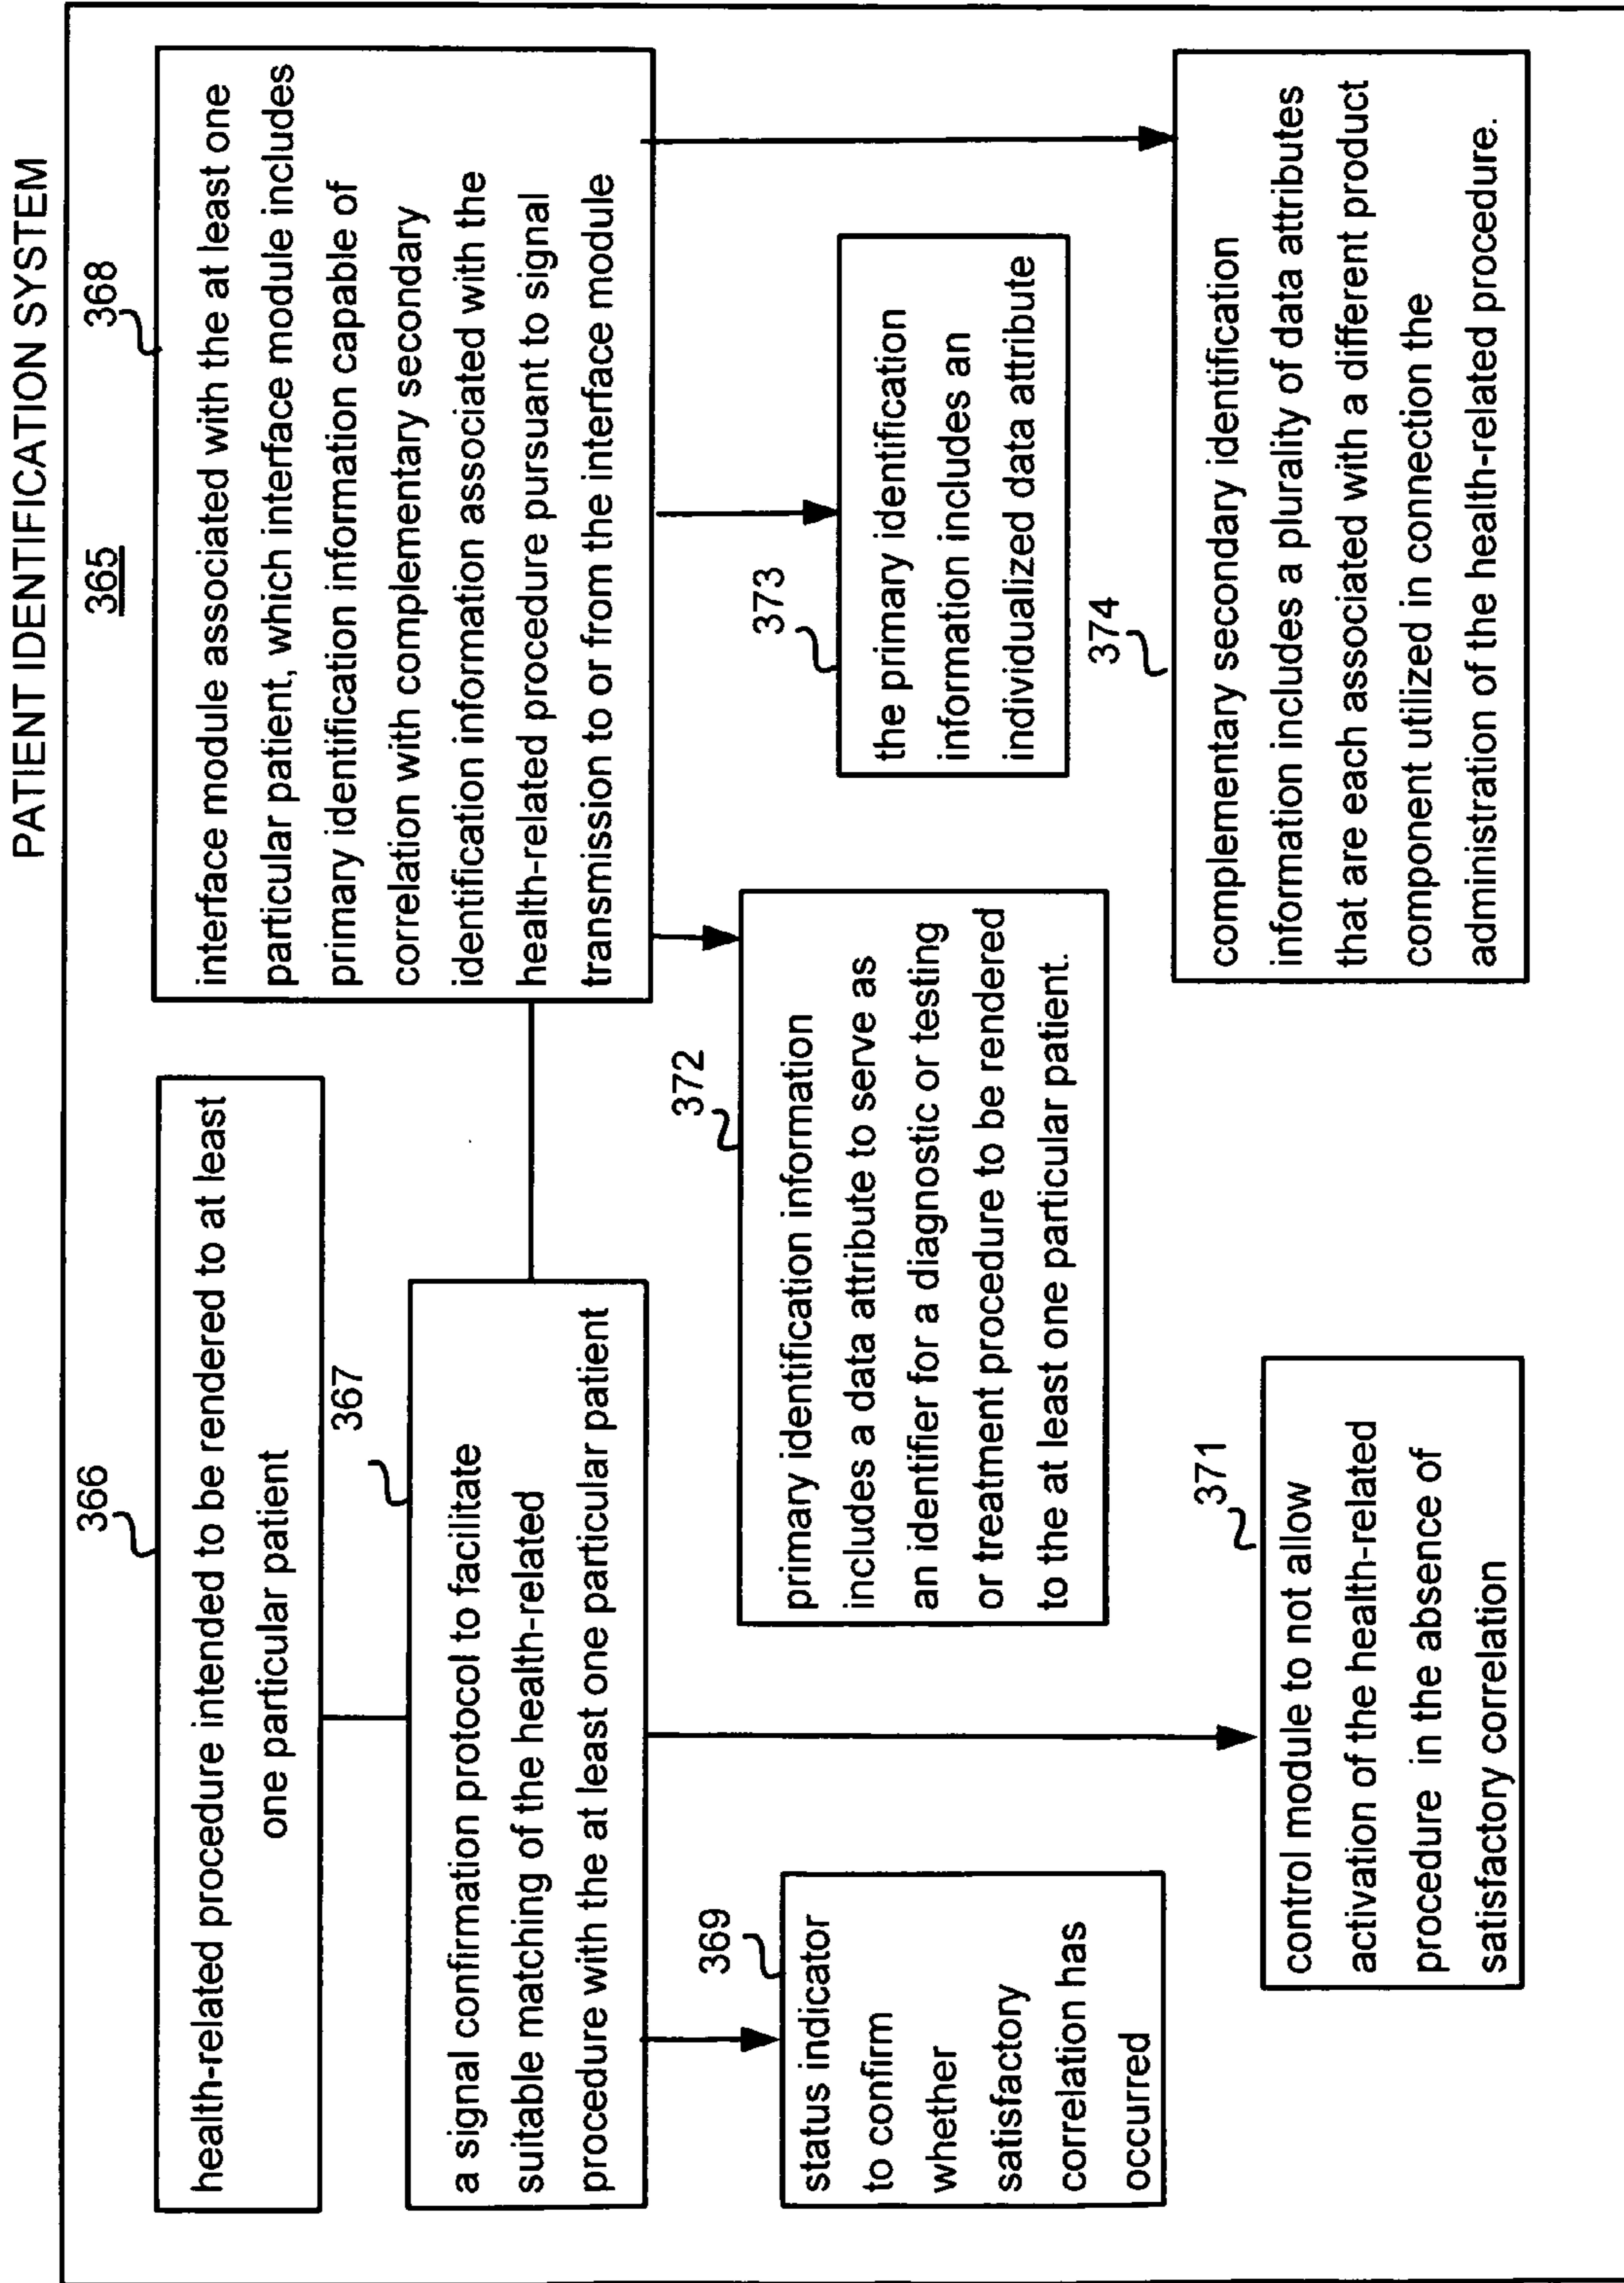 PATIENT IDENTIFICATION SYSTEM
365
366
health-related procedure intended to be rendered to at least
one particular patient
367
a signal confirmation protocol to facilitate
suitable matching of the health-related
procedure with the at least one particular patient
368
interface module associated with the at least one
particular patient, which interface module includes
primary identification information capable of
correlation with complementary secondary
identification information associated with the
health-related procedure pursuant to signal
transmission to or from the interface module
369
status indicator
to confirm
whether
satisfactory
correlation has
occurred
371
control module to not allow
activation of the health-related
procedure in the absence of
satisfactory correlation
372
primary identification information
includes a data attribute to serve as
an identifier for a diagnostic or testing
or treatment procedure to be rendered
to the at least one particular patient.
373
the primary identification
information includes an
individualized data attribute
374
complementary secondary identification
information includes a plurality of data attributes
that are each associated with a different product
component utilized in connection the
administration of the health-related procedure.